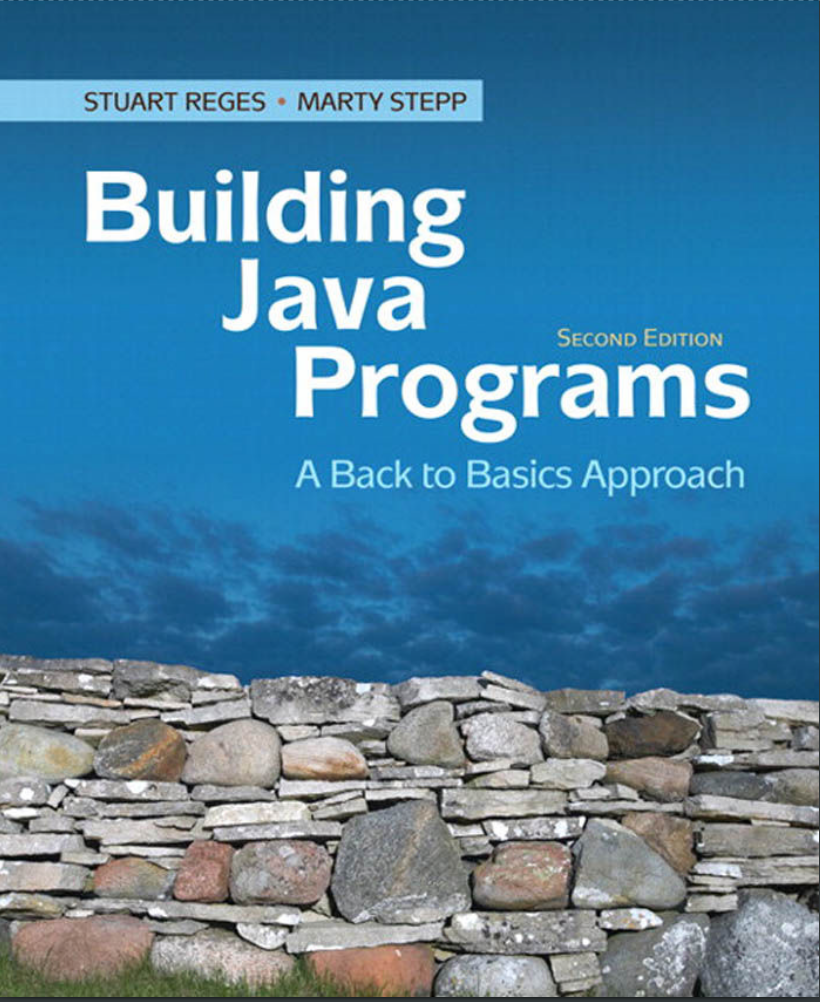 STUART REGES • MARTY STEPP
Building
Java
SECOND EDITION
Programs
A Back to Basics Approach